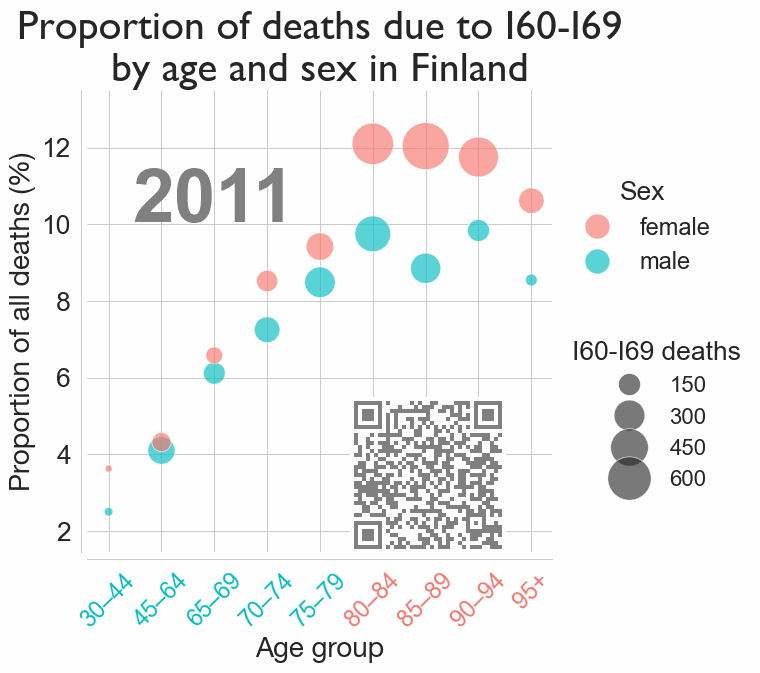 Proportion of deaths due to I60-I69
by age and sex in Finland
Proportion of all deaths (%)
12
10
8
6
4
2
2011
30–44
45–64
65–69
70–74
75–79
80–84
85–89
90–94
95+
Age group
Sex
female
male
I60-I69 deaths
150
300
450
600